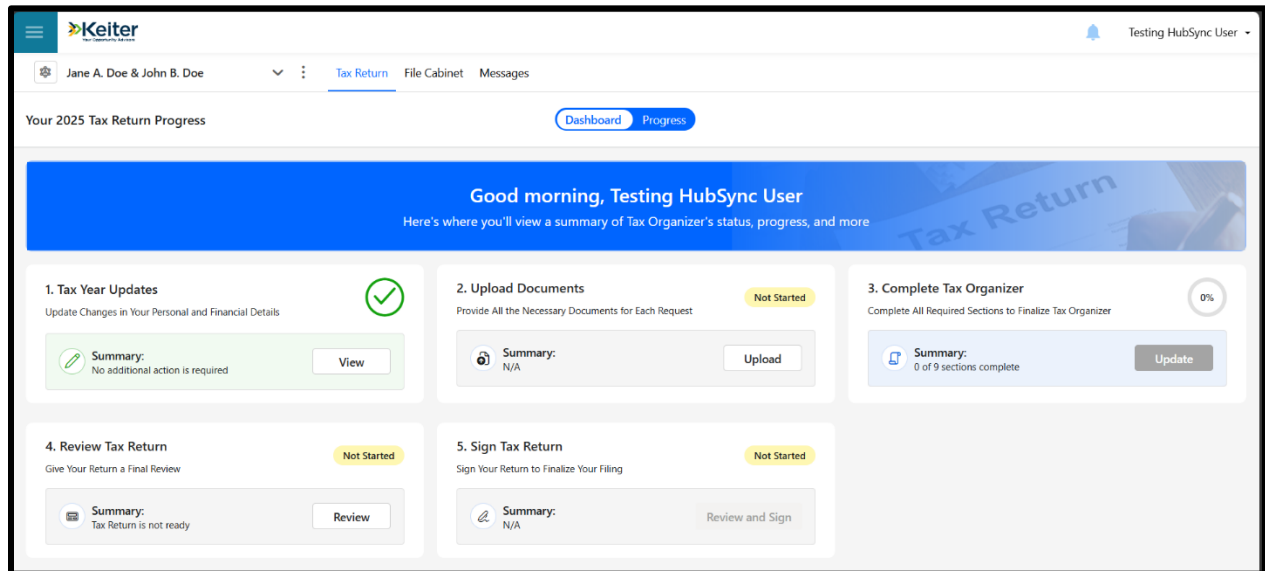 Keiter
Your Opportunity Advisors
Testing HubSync User
Jane A. Doe & John B. Doe
Tax Return File Cabinet Messages
Your 2025 Tax Return Progress
Dashboard Progress
Good morning, Testing HubSync User
Here's where you'll view a summary of Tax Organizer's status, progress, and more
Tax Return
1. Tax Year Updates
Update Changes in Your Personal and Financial Details
Summary:
No additional action is required
View
2. Upload Documents
Provide All the Necessary Documents for Each Request
Not Started
Summary:
N/A
Upload
3. Complete Tax Organizer
Complete All Required Sections to Finalize Tax Organizer
0%
Summary:
0 of 9 sections complete
Update
4. Review Tax Return
Give Your Return a Final Review
Not Started
Summary:
Tax Return is not ready
Review
5. Sign Tax Return
Sign Your Return to Finalize Your Filing
Not Started
Summary:
N/A
Review and Sign